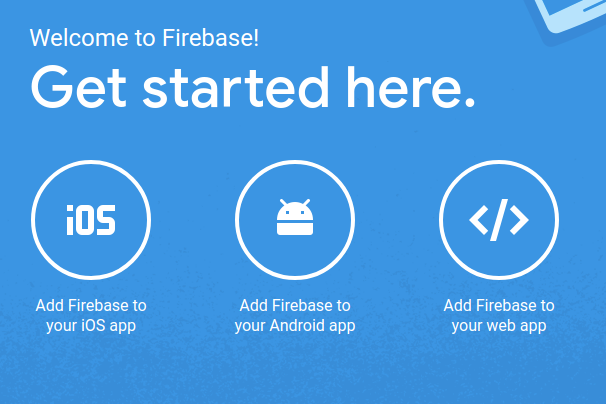 Welcome to Firebase!
Get started here.
iOS
</>
Add Firebase to
your iOS app
Add Firebase to
your Android app
Add Firebase to
your web app